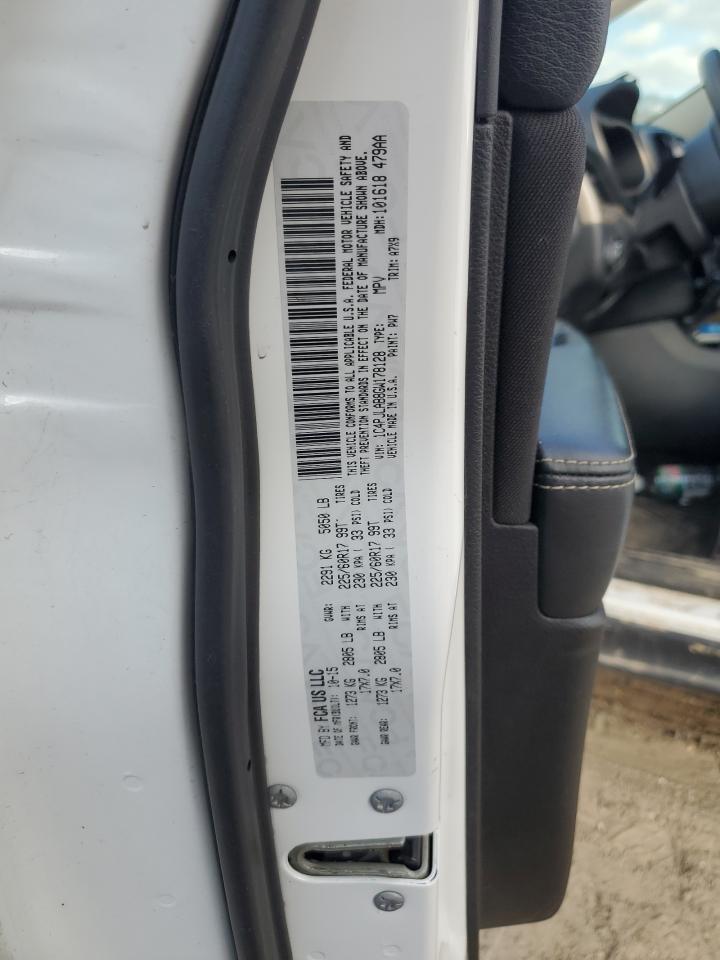 MFD BY FCA US LLC
DATE OF MFR(BUILT): 10-15 GVWR: 2291 KG 5050 LB
GWR FRONT: 1273 KG 2805 LB WITH 225/60R17 99T TIRES
17X7.0 RIMS AT 230 KPA ( 33 PSI) COLD
GWR REAR: 1273 KG 2805 LB WITH 225/60R17 99T TIRES
17X7.0 RIMS AT 230 KPA ( 33 PSI) COLD
THIS VEHICLE CONFORMS TO ALL APPLICABLE U.S.A. FEDERAL MOTOR VEHICLE SAFETY AND
THEFT PREVENTION STANDARDS IN EFFECT ON THE DATE OF MANUFACTURE SHOWN ABOVE.
VIN: 1C4PJLAB8GW178128 TYPE: MPV MDH:101618 479AA
VEHICLE MADE IN U.S.A. PAINT: PW7 TRIM: A7X9